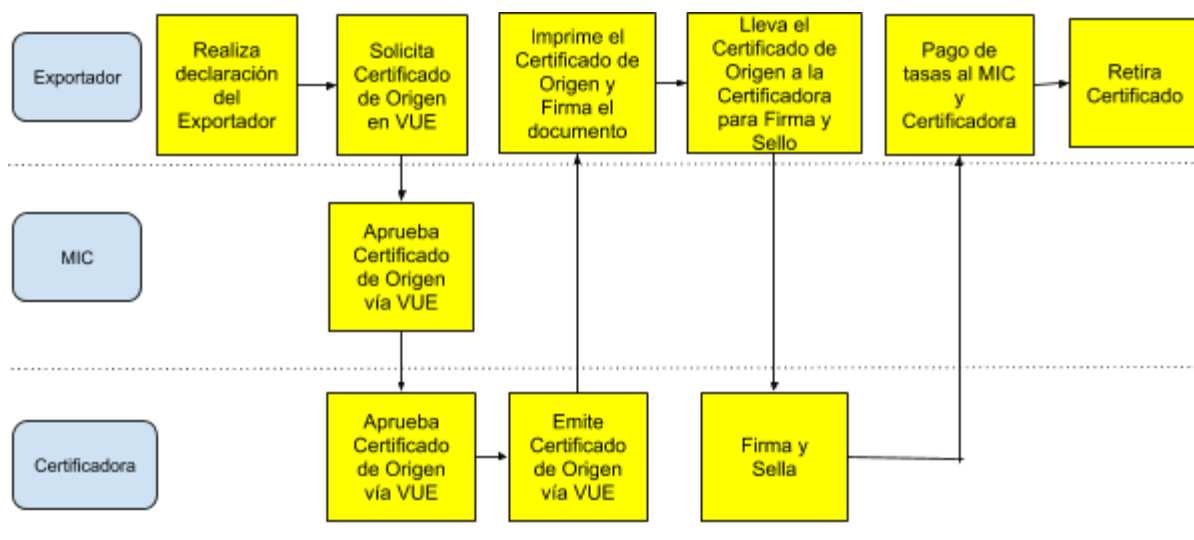 Exportador
Realiza
declaración
del
Exportador
Solicita
Certificado
de Origen
en VUE
Imprime el
Certificado de
Origen y
Firma el
documento
Lleva el
Certificado de
Origen a la
Certificadora
para Firma y
Sello
Pago de
tasas al MIC
y
Certificadora
Retira
Certificado
MIC
Aprueba
Certificado
de Origen
vía VUE
Certificadora
Aprueba
Certificado
de Origen
vía VUE
Emite
Certificado
de Origen
vía VUE
Firma y
Sella